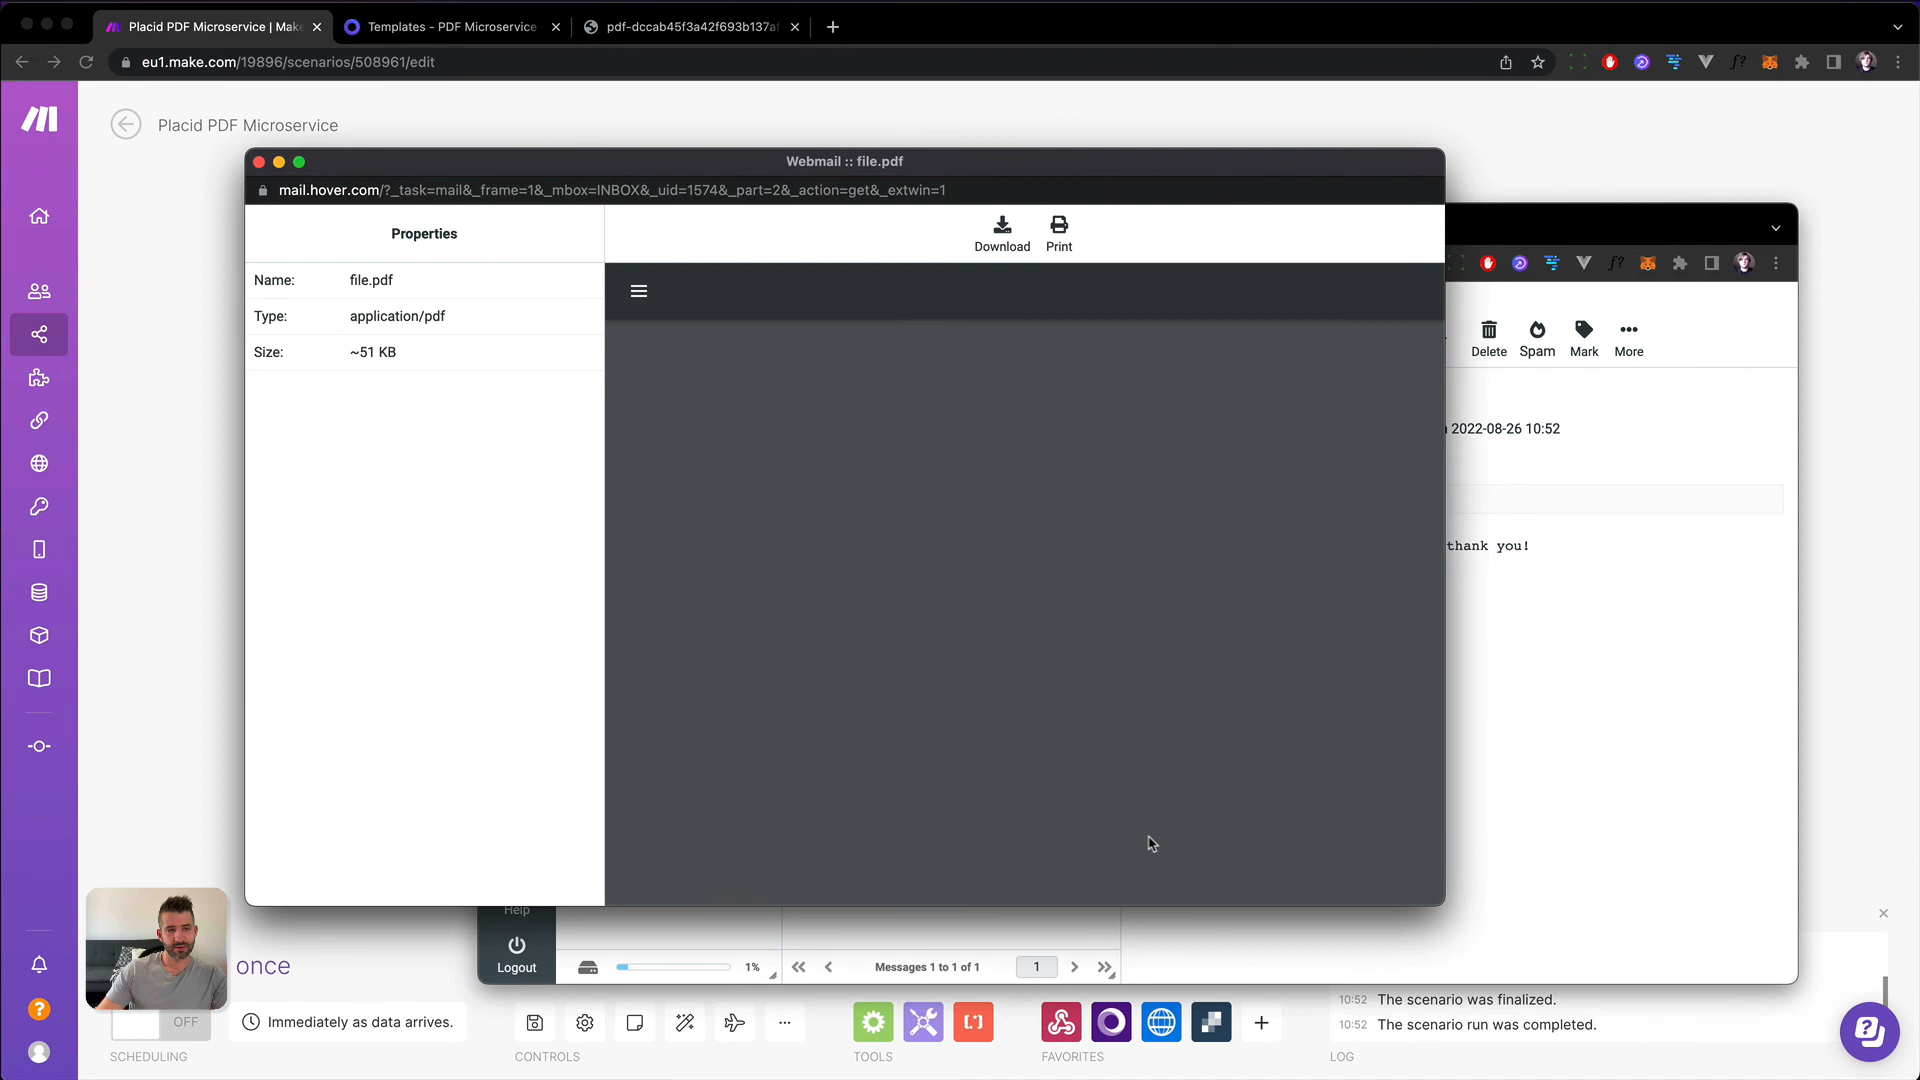 Placid PDF Microservice | Make
Templates - PDF Microservice
pdf-dccab45f3a42f693b137af
eu1.make.com/19896/scenarios/508961/edit
Placid PDF Microservice
Webmail :: file.pdf
mail.hover.com/?_task=mail&_frame=1&_mbox=INBOX&_uid=1574&_part=2&_action=get&_extwin=1
Properties
Download
Print
Name: file.pdf
Type: application/pdf
Size: ~51 KB
Delete
Spam
Mark
More
2022-08-26 10:52
thank you!
Help
Logout
1%
Messages 1 to 1 of 1
1
once
OFF
Immediately as data arrives.
SCHEDULING
CONTROLS
TOOLS
FAVORITES
LOG
10:52 The scenario was finalized.
10:52 The scenario run was completed.